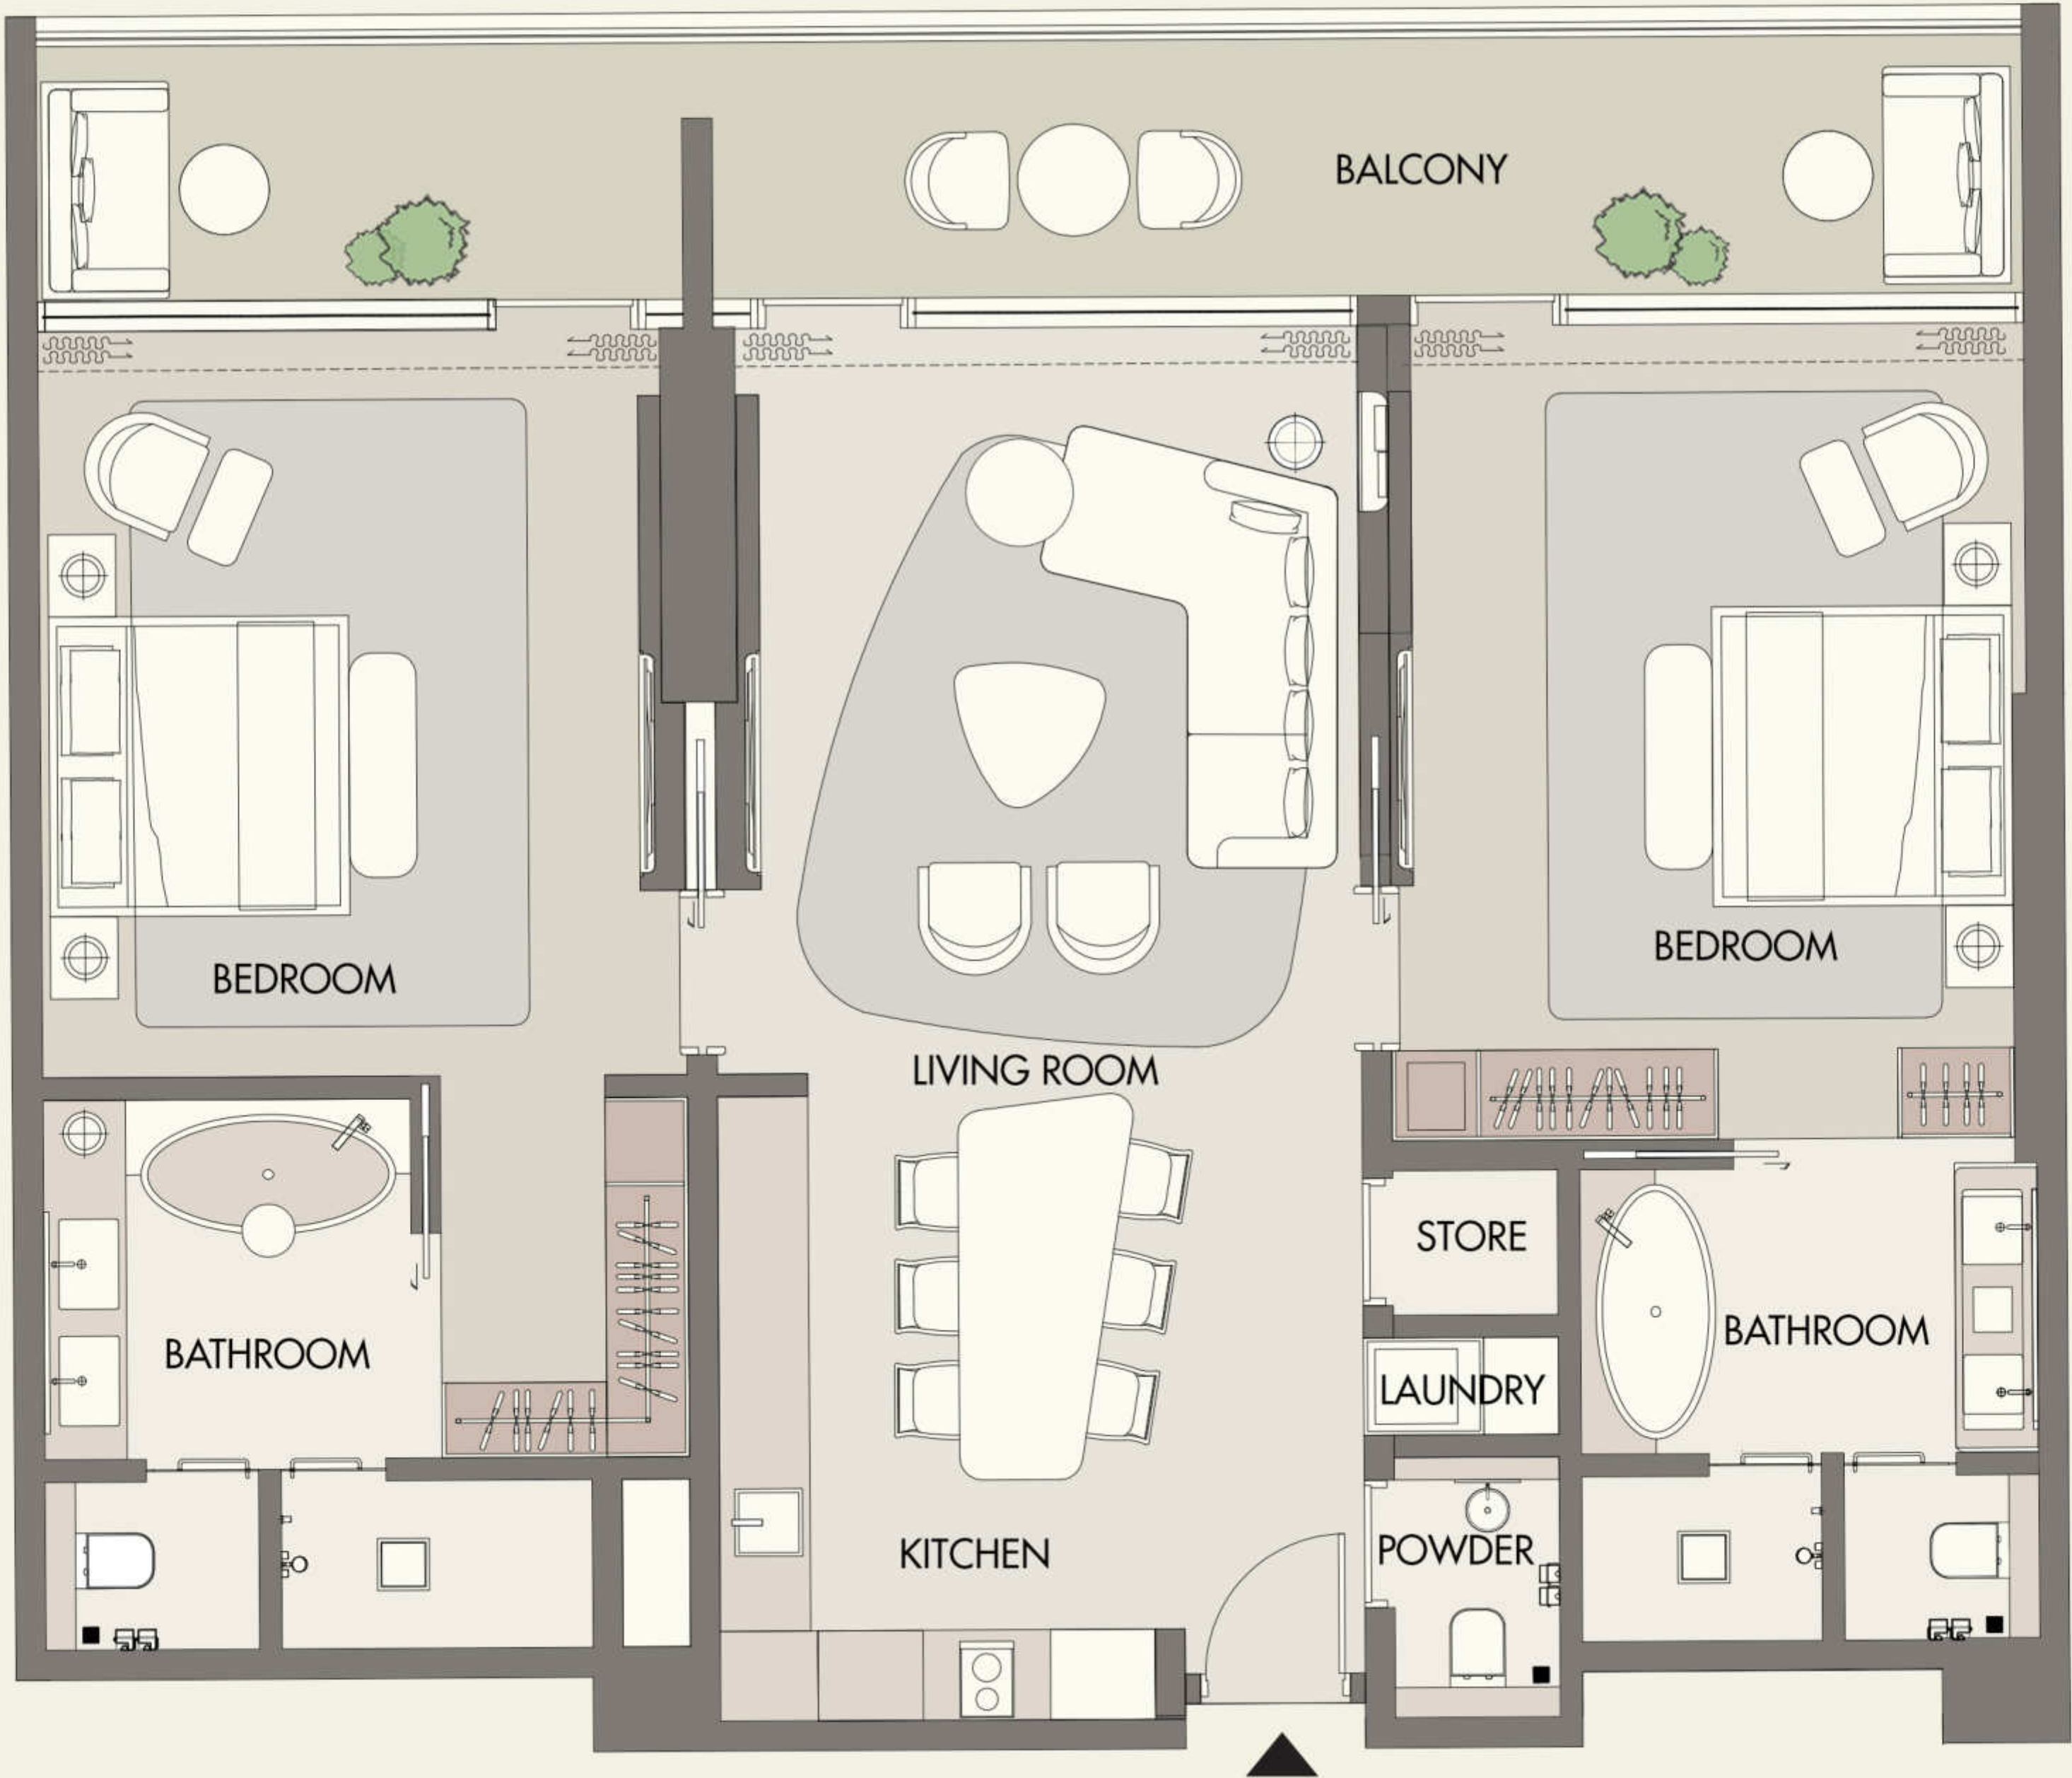 BALCONY
BEDROOM
BEDROOM
LIVING ROOM
STORE
BATHROOM
BATHROOM
LAUNDRY
KITCHEN
POWDER